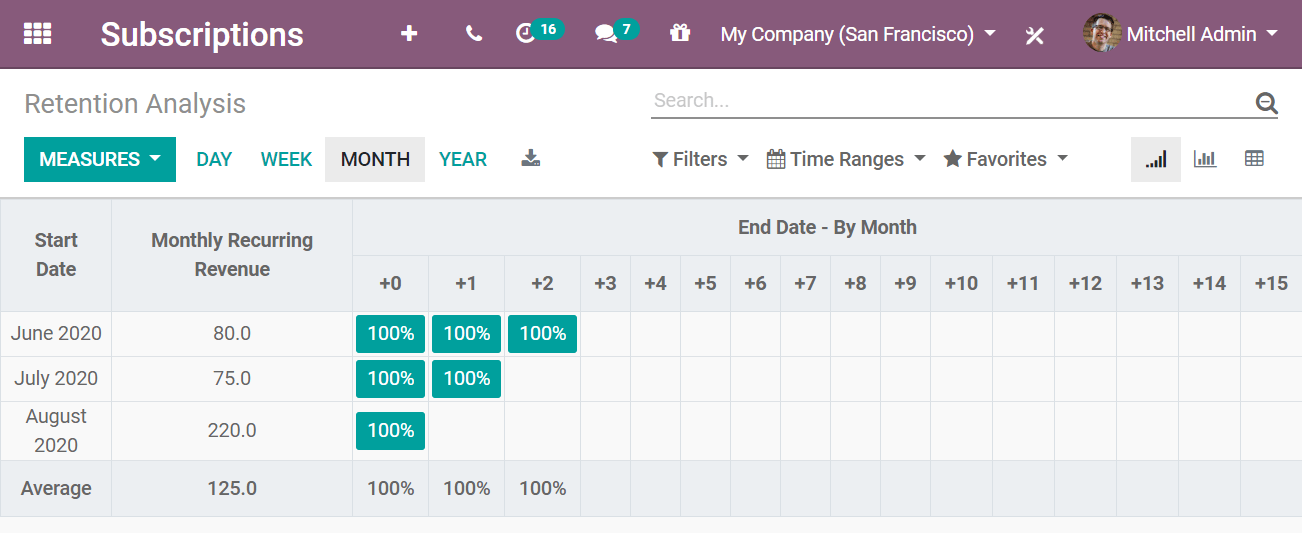 Subscriptions
+
16
7
My Company (San Francisco)
Mitchell Admin
Retention Analysis
Search...
MEASURES
DAY
WEEK
MONTH
YEAR
Filters
Time Ranges
Favorites
Start
Date
Monthly Recurring
Revenue
End Date - By Month
+0 +1 +2 +3 +4 +5 +6 +7 +8 +9 +10 +11 +12 +13 +14 +15
June 2020 80.0 100% 100% 100%
July 2020 75.0 100% 100%
August
2020
220.0 100%
Average 125.0 100% 100% 100%